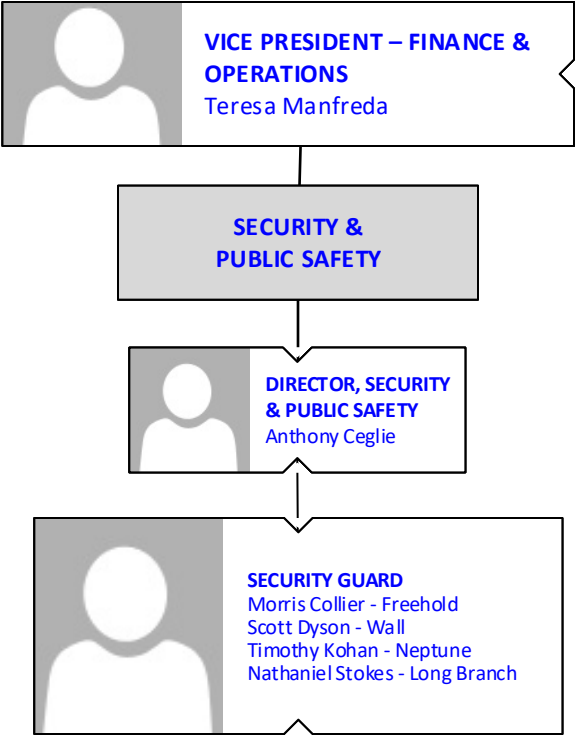 VICE PRESIDENT – FINANCE &
OPERATIONS
Teresa Manfreda
SECURITY &
PUBLIC SAFETY
DIRECTOR, SECURITY
& PUBLIC SAFETY
Anthony Ceglie
SECURITY GUARD
Morris Collier - Freehold
Scott Dyson - Wall
Timothy Kohan - Neptune
Nathaniel Stokes - Long Branch